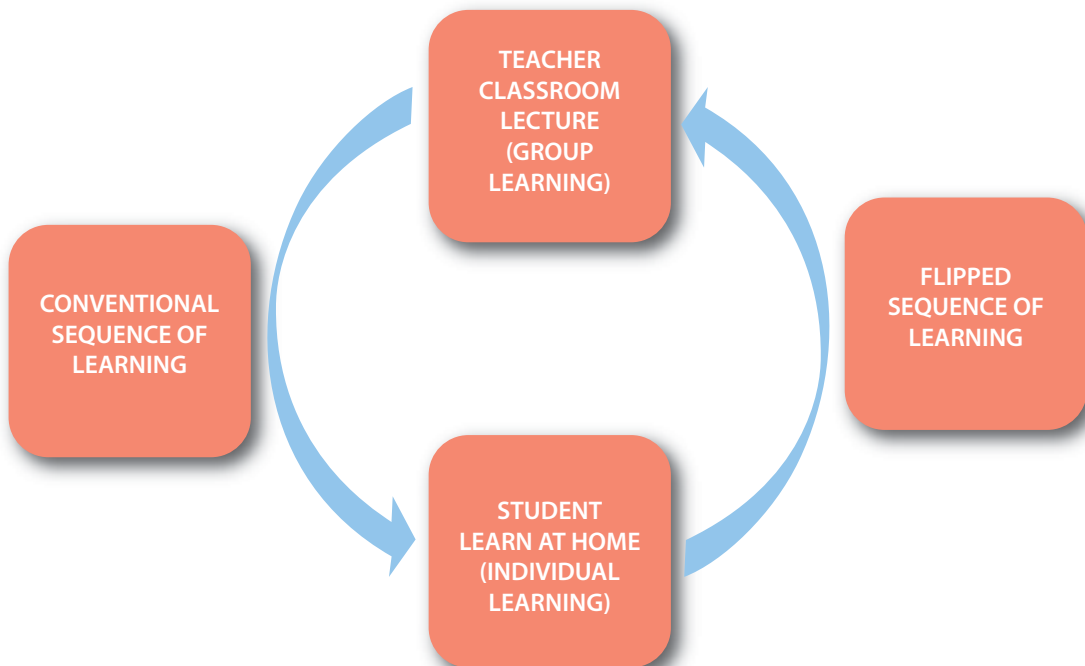 TEACHER
CLASSROOM
LECTURE
(GROUP
LEARNING)
CONVENTIONAL
SEQUENCE OF
LEARNING
FLIPPED
SEQUENCE OF
LEARNING
STUDENT
LEARN AT HOME
(INDIVIDUAL
LEARNING)